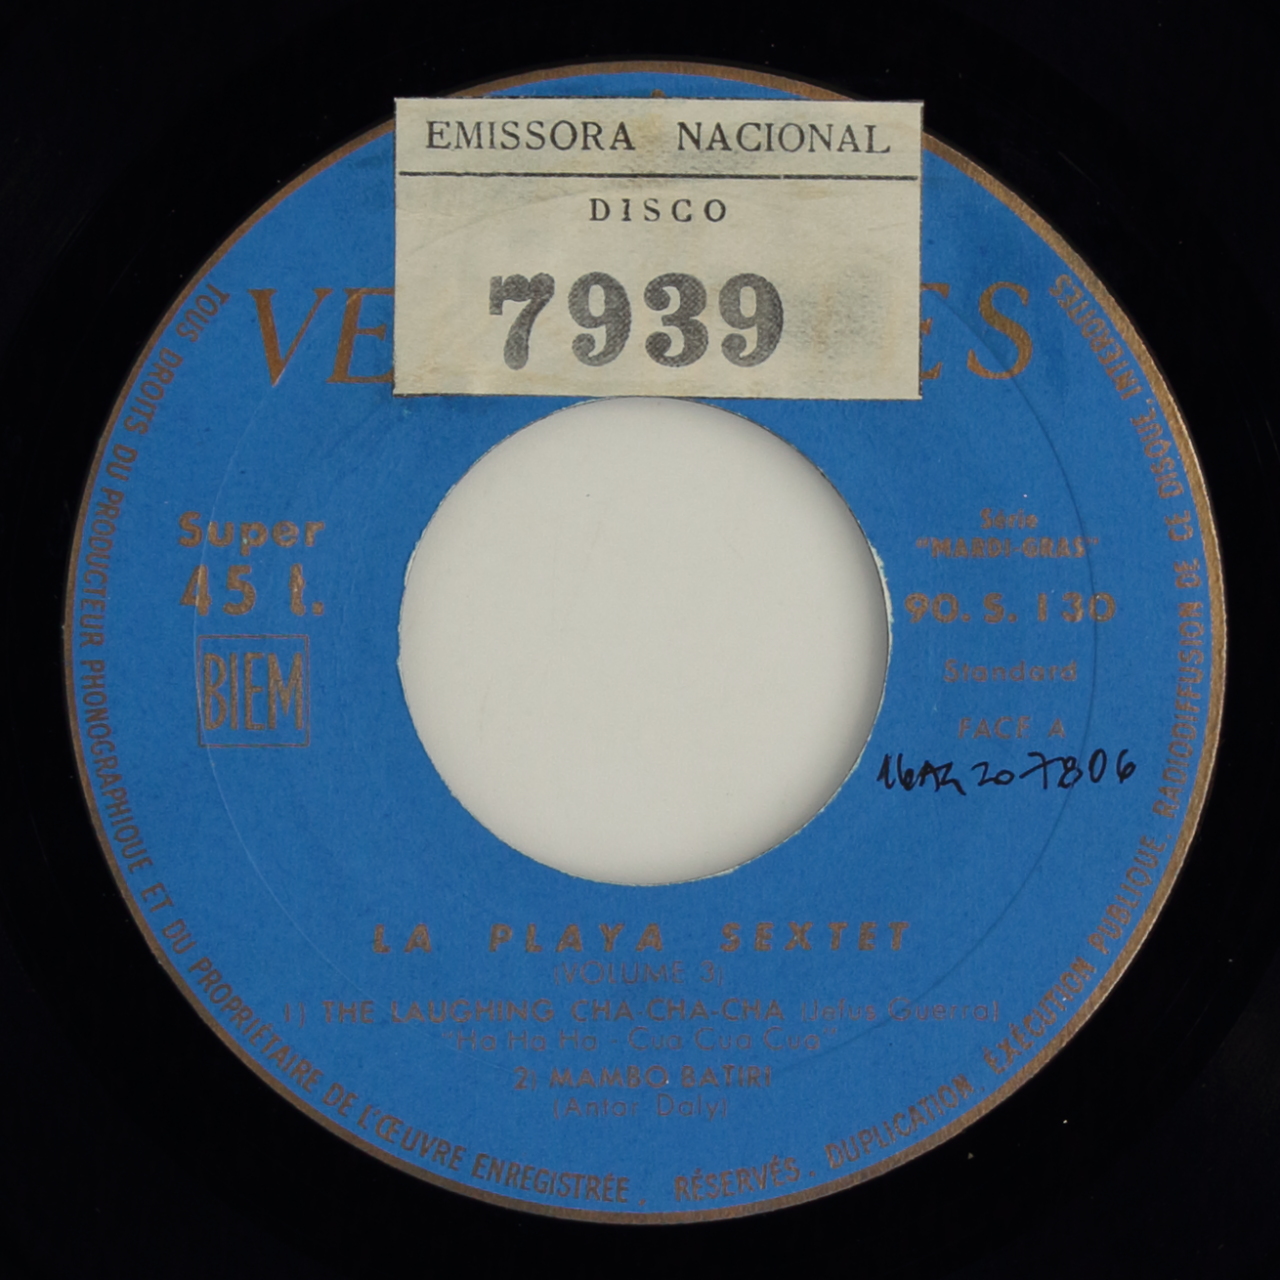 EMISSORA NACIONAL
DISCO
7939
Super
45 t.
BIEM
Série
"MARDI-GRAS"
90. S. 130
Standard
FACE A
7806
LA PLAYA SEXTET
(VOLUME 3)
1) THE LAUGHING CHA-CHA-CHA (Jefus Guerra)
"Ha Ha Ha - Cua Cua Cua"
2) MAMBO BATIRI
(Antar Daly)
TOUS DROITS DU PRODUCTEUR PHONOGRAPHIQUE ET DU PROPRIÉTAIRE DE L'ŒUVRE ENREGISTRÉE. RÉSERVÉS. DUPLICATION. EXÉCUTION PUBLIQUE. RADIODIFFUSION DE CE DISQUE, INTERDITES